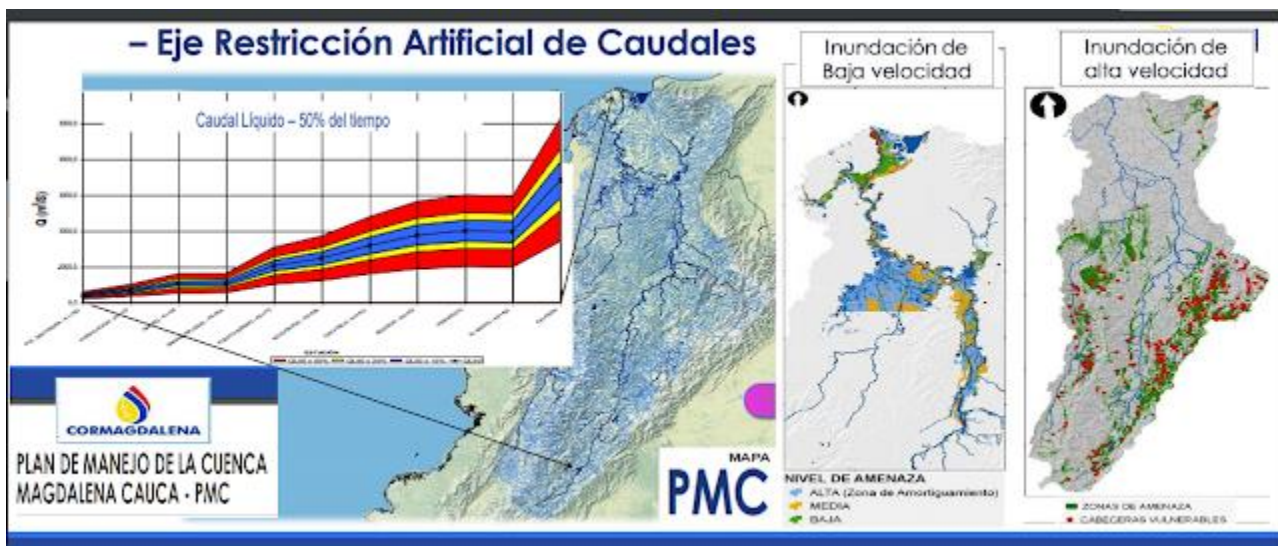 – Eje Restricción Artificial de Caudales
Caudal Líquido – 50% del tiempo
Q (m³/S)
CORMAGDALENA
PLAN DE MANEJO DE LA CUENCA
MAGDALENA CAUCA - PMC
MAPA
PMC
Inundación de
Baja velocidad
NIVEL DE AMENAZA
ALTA (Zona de Amortiguamiento)
MEDIA
BAJA
Inundación de
alta velocidad
ZONAS DE AMENAZA
CABECERAS VULNERABLES